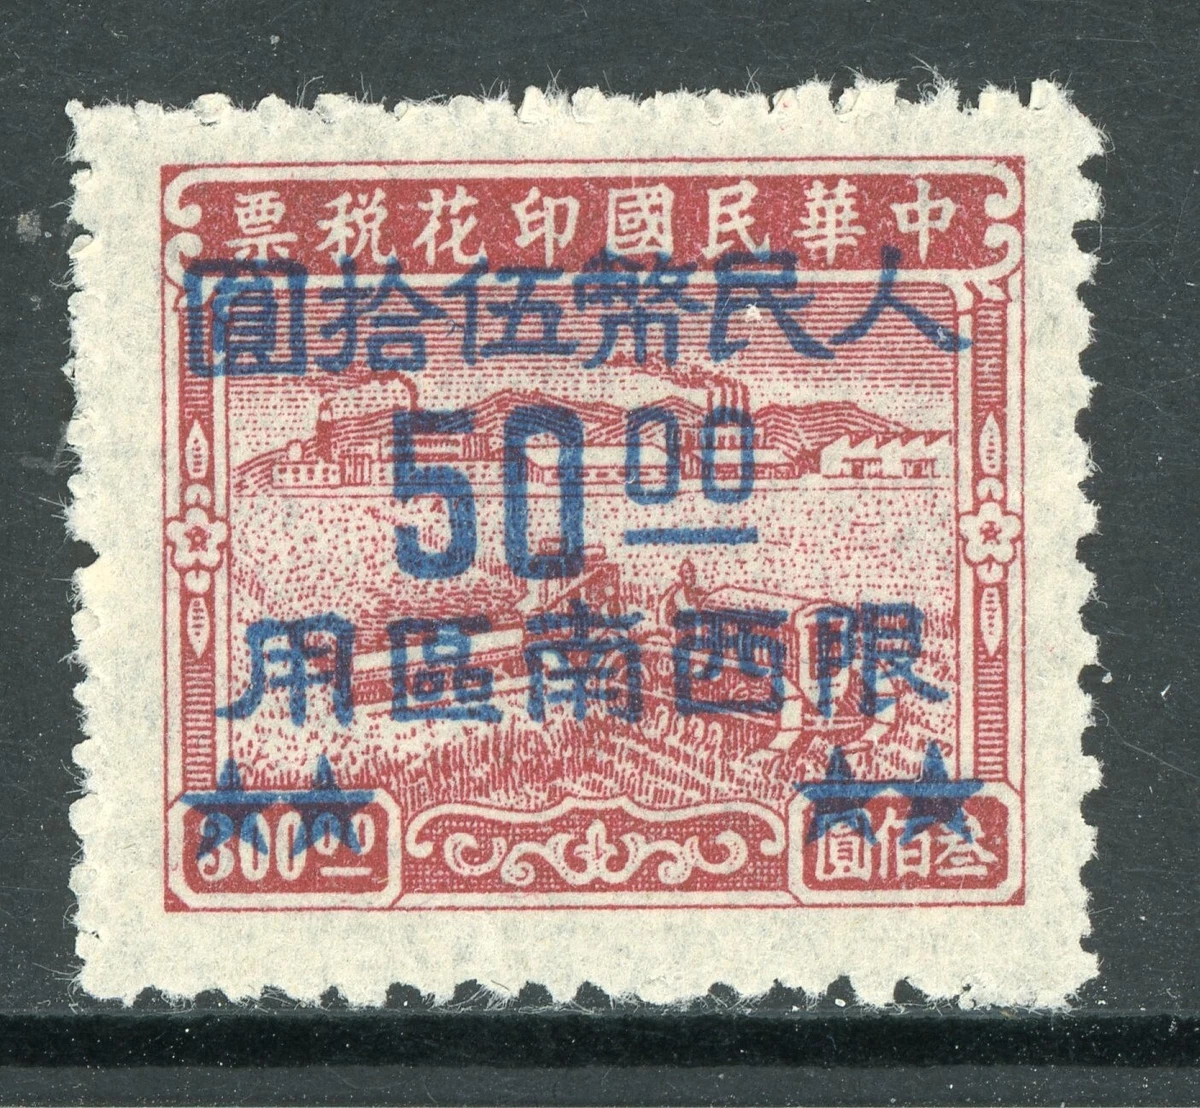 中華民國印花稅票
人民幣伍拾圓
50.00
限西南區用
300.00
叁佰圓